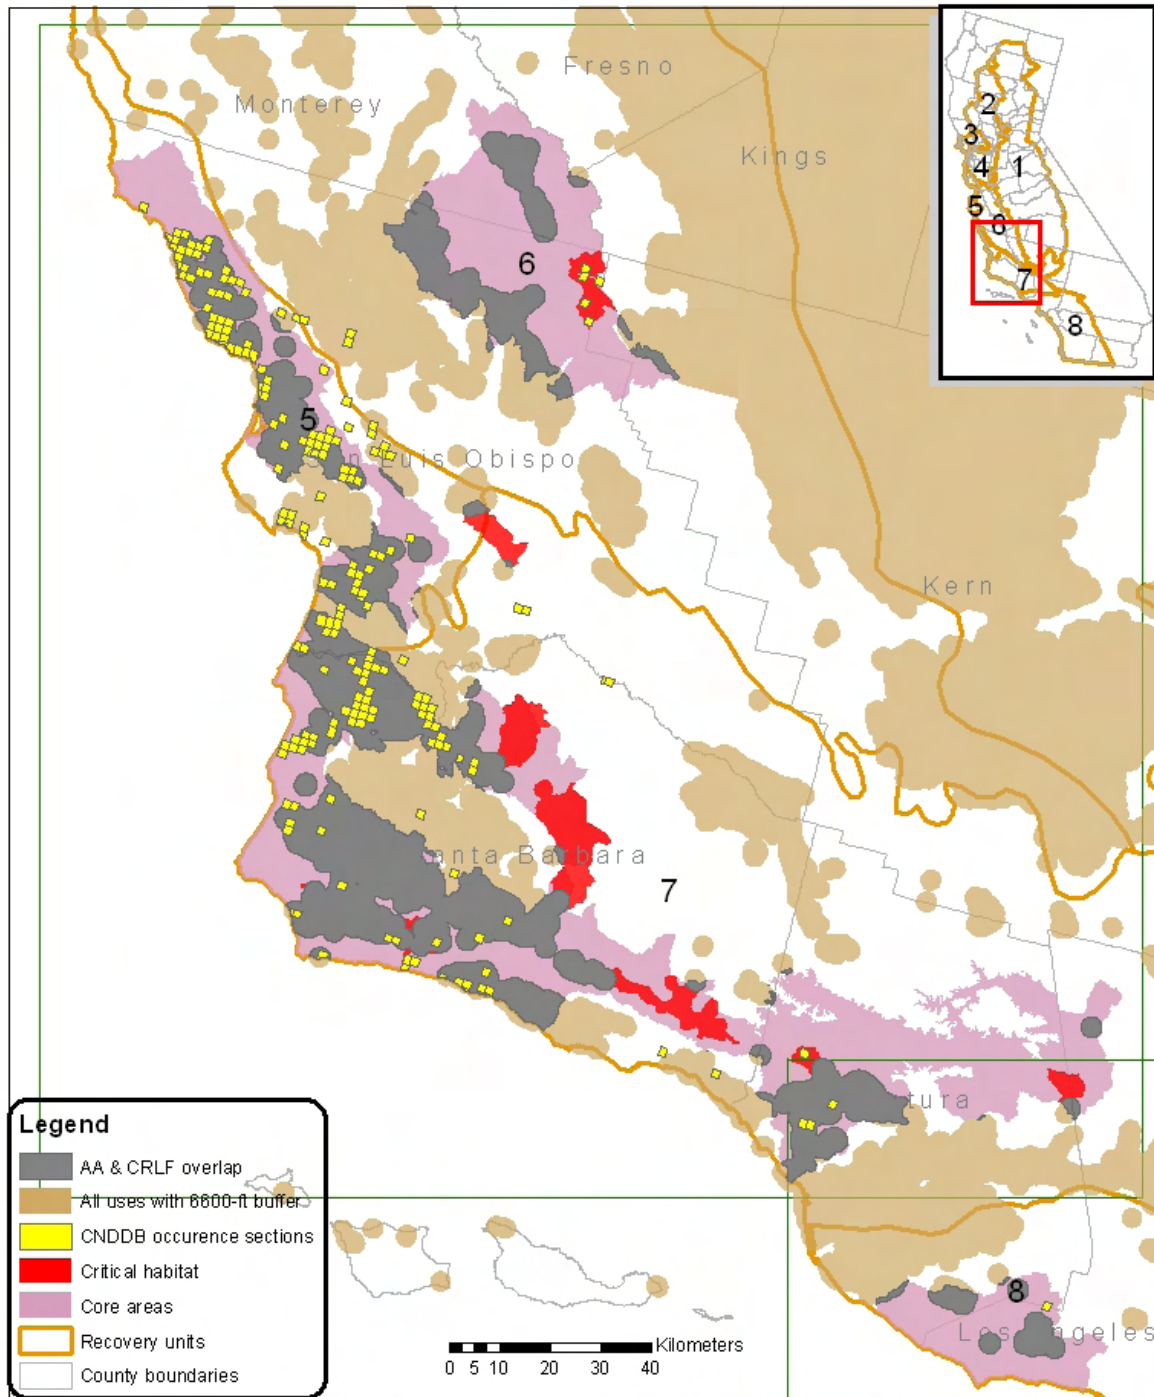 Fresno
Monterey
Kings
2
3
4
1
5
6
7
8
6
5
San Luis Obispo
Kern
Santa Barbara
7
Legend
AA & CRLF overlap
All uses with 6600-ft buffer
CNDDB occurence sections
Critical habitat
Core areas
Recovery units
County boundaries
tura
8
Los Angeles
Kilometers
0 5 10 20 30 40